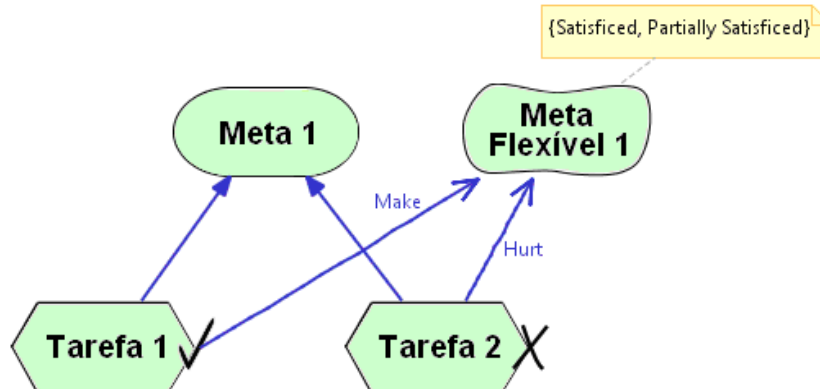 {Satisficed, Partially Satisficed}
Meta 1
Meta
Flexível 1
Make
Hurt
Tarefa 1
Tarefa 2